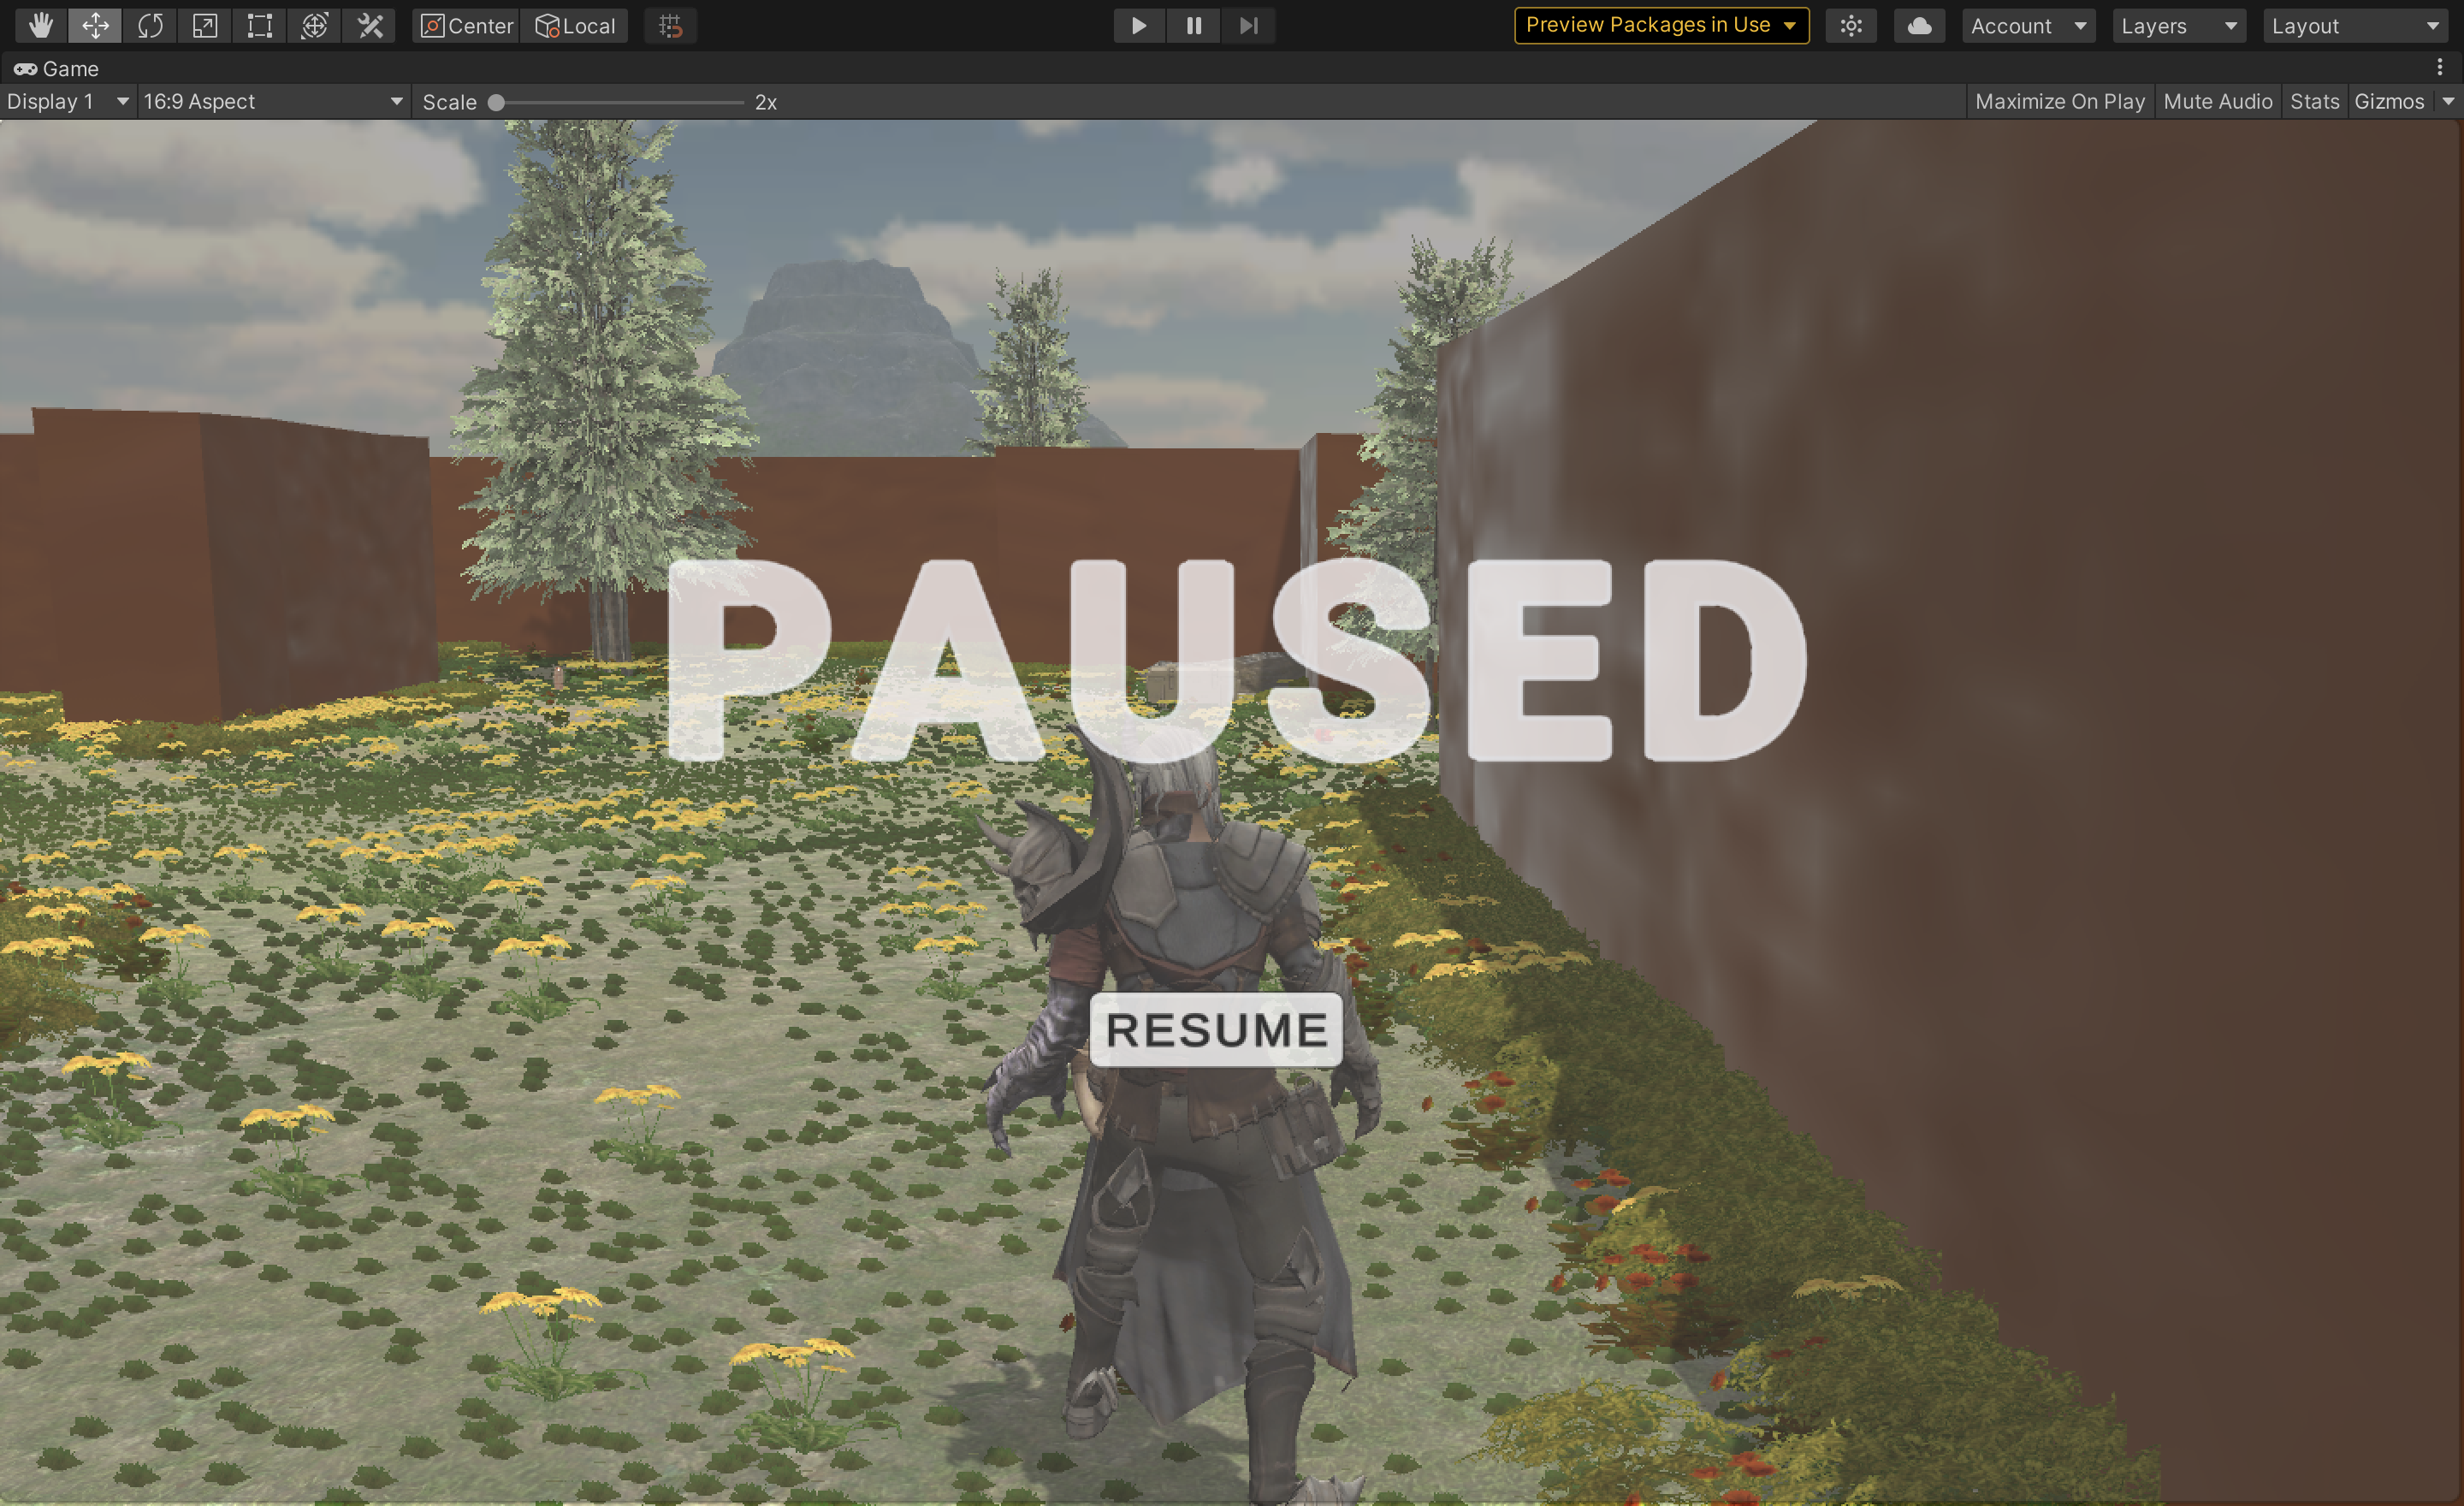 Center Local Preview Packages in Use Account Layers Layout
Game
Display 1 16:9 Aspect Scale 2x Maximize On Play Mute Audio Stats Gizmos
PAUSED
RESUME